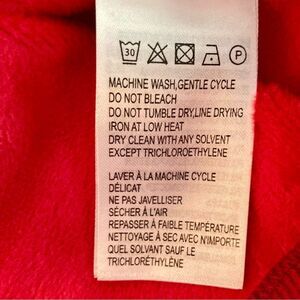 30
P
MACHINE WASH,GENTLE CYCLE
DO NOT BLEACH
DO NOT TUMBLE DRY,LINE DRYING
IRON AT LOW HEAT
DRY CLEAN WITH ANY SOLVENT
EXCEPT TRICHLOROETHYLENE
LAVER À LA MACHINE CYCLE
DÉLICAT
NE PAS JAVELLISER
SÉCHER À L'AIR
REPASSER À FAIBLE TEMPÉRATURE
NETTOYAGE À SEC AVEC N'IMPORTE
QUEL SOLVANT SAUF LE
TRICHLORÉTHYLÈNE